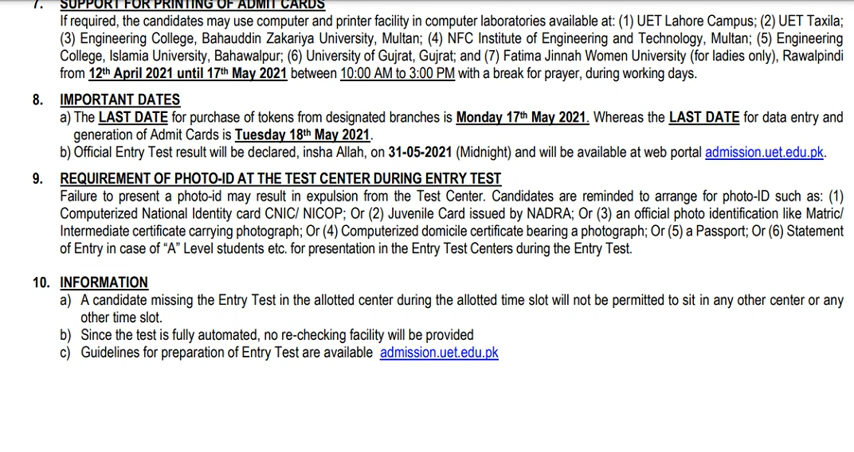 7. SUPPORT FOR PRINTING OF ADMIT CARDS
If required, the candidates may use computer and printer facility in computer laboratories available at: (1) UET Lahore Campus; (2) UET Taxila;
(3) Engineering College, Bahauddin Zakariya University, Multan; (4) NFC Institute of Engineering and Technology, Multan; (5) Engineering
College, Islamia University, Bahawalpur; (6) University of Gujrat, Gujrat; and (7) Fatima Jinnah Women University (for ladies only), Rawalpindi
from 12th April 2021 until 17th May 2021 between 10:00 AM to 3:00 PM with a break for prayer, during working days.
8. IMPORTANT DATES
a) The LAST DATE for purchase of tokens from designated branches is Monday 17th May 2021. Whereas the LAST DATE for data entry and
generation of Admit Cards is Tuesday 18th May 2021.
b) Official Entry Test result will be declared, insha Allah, on 31-05-2021 (Midnight) and will be available at web portal admission.uet.edu.pk.
9. REQUIREMENT OF PHOTO-ID AT THE TEST CENTER DURING ENTRY TEST
Failure to present a photo-id may result in expulsion from the Test Center. Candidates are reminded to arrange for photo-ID such as: (1)
Computerized National Identity card CNIC/ NICOP; Or (2) Juvenile Card issued by NADRA; Or (3) an official photo identification like Matric/
Intermediate certificate carrying photograph; Or (4) Computerized domicile certificate bearing a photograph; Or (5) a Passport; Or (6) Statement
of Entry in case of “A” Level students etc. for presentation in the Entry Test Centers during the Entry Test.
10. INFORMATION
a) A candidate missing the Entry Test in the allotted center during the allotted time slot will not be permitted to sit in any other center or any
other time slot.
b) Since the test is fully automated, no re-checking facility will be provided
c) Guidelines for preparation of Entry Test are available admission.uet.edu.pk